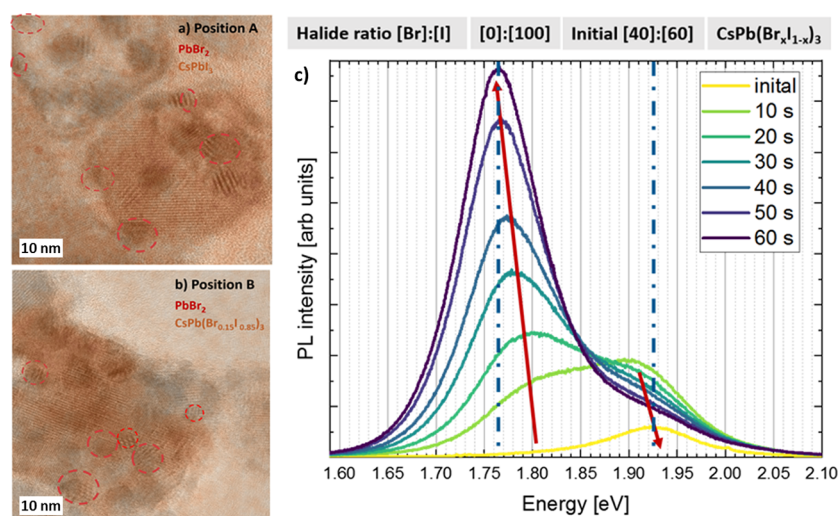 a) Position A
PbBr2
CsPbI3
10 nm
b) Position B
PbBr2
CsPb(Br0.15I0.85)3
10 nm
Halide ratio [Br]:[I]
[0]:[100]
Initial [40]:[60]
CsPb(BrxI1-x)3
c)
inital
10 s
20 s
30 s
40 s
50 s
60 s
PL intensity [arb units]
1.60 1.65 1.70 1.75 1.80 1.85 1.90 1.95 2.00 2.05 2.10
Energy [eV]